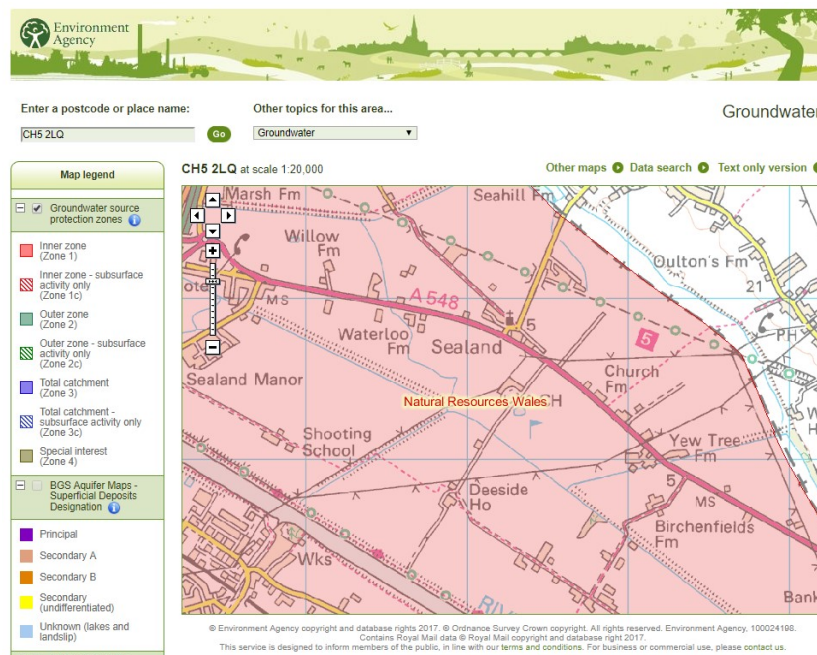 Environment
Agency
Enter a postcode or place name:
Other topics for this area...
Groundwater
CH5 2LQ
Go
Groundwater
Map legend
CH5 2LQ at scale 1:20,000
Other maps
Data search
Text only version
Groundwater source
protection zones
Inner zone
(Zone 1)
Inner zone - subsurface
activity only
(Zone 1c)
Outer zone
(Zone 2)
Outer zone - subsurface
activity only
(Zone 2c)
Total catchment
(Zone 3)
Total catchment -
subsurface activity only
(Zone 3c)
Special interest
(Zone 4)
BGS Aquifer Maps -
Superficial Deposits
Designation
Principal
Secondary A
Secondary B
Secondary
(undifferentiated)
Unknown (lakes and
landslip)
Marsh Fm
Seahill Fm
Willow
Fm
Oulton's Fm
21
MS
A 548
5
Waterloo
Fm
Sealand
5
PH
Church
Fm
Sealand Manor
Natural Resources Wales
CH
Shooting
School
Yew Tree
Fm
Deeside
Ho
5
MS
Birchenfields
Fm
Wks
RIV
Bank
© Environment Agency copyright and database rights 2017. © Ordnance Survey Crown copyright. All rights reserved. Environment Agency, 100024198.
Contains Royal Mail data © Royal Mail copyright and database right 2017.
This service is designed to inform members of the public, in line with our terms and conditions. For business or commercial use, please contact us.